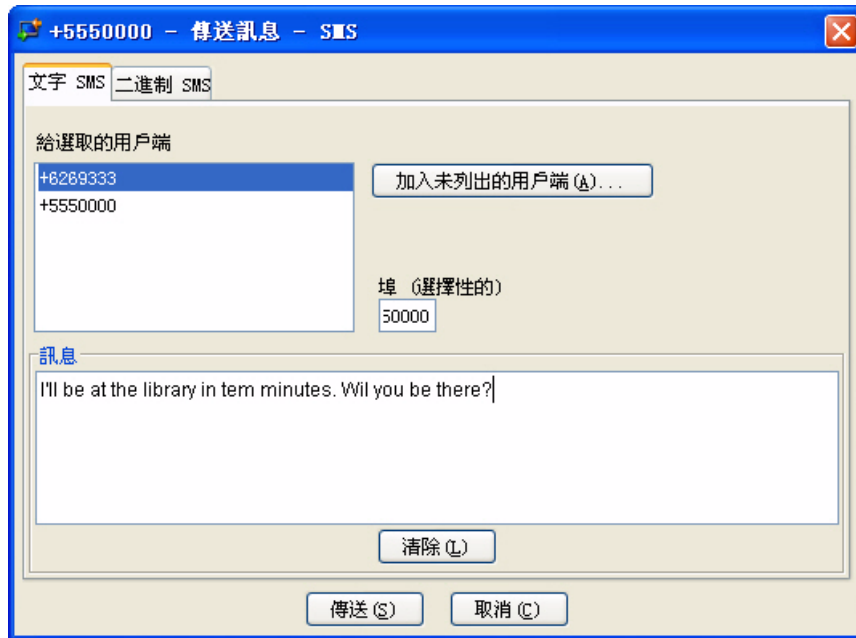 +5550000 - 傳送訊息 - SMS
文字 SMS 二進制 SMS
給選取的用戶端
+6269333
加入未列出的用戶端(A)...
+5550000
埠 (選擇性的)
50000
訊息
I'll be at the library in tem minutes. Wil you be there?
清除(L)
傳送(S) 取消(C)